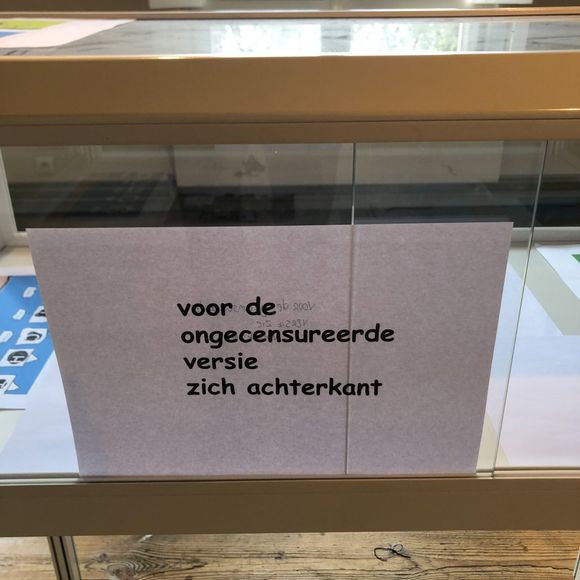 voor de
ongecensureerde
versie
zich achterkant